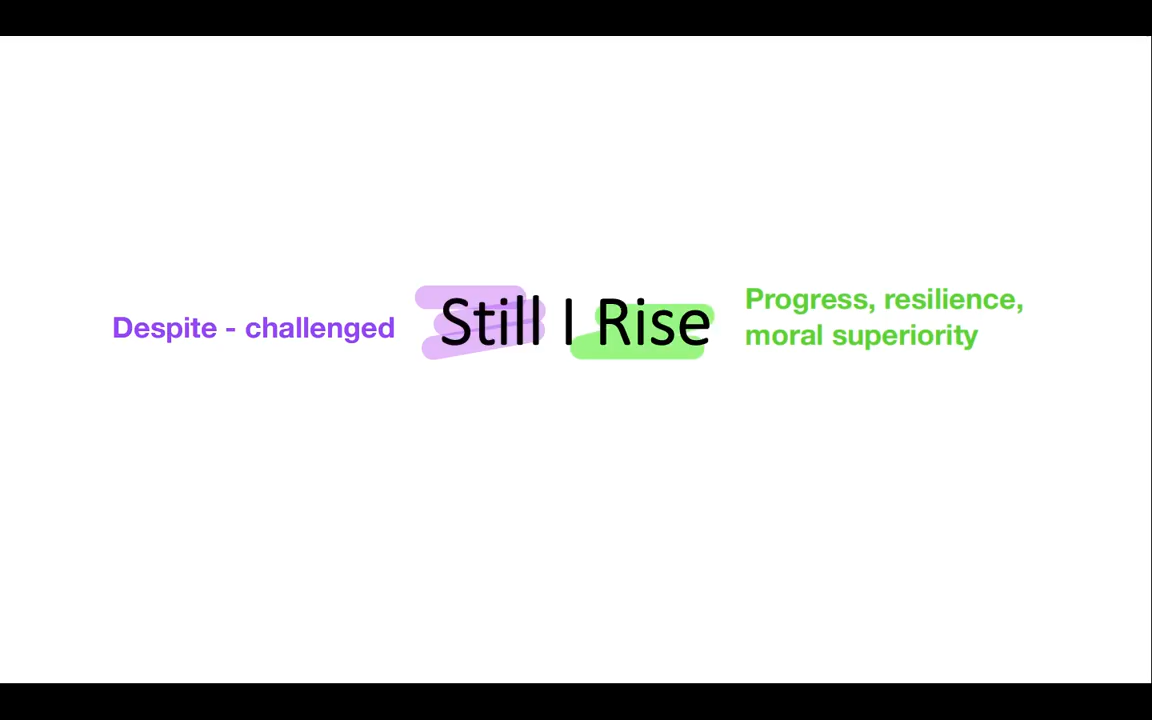 Despite - challenged
Still I Rise
Progress, resilience,
moral superiority